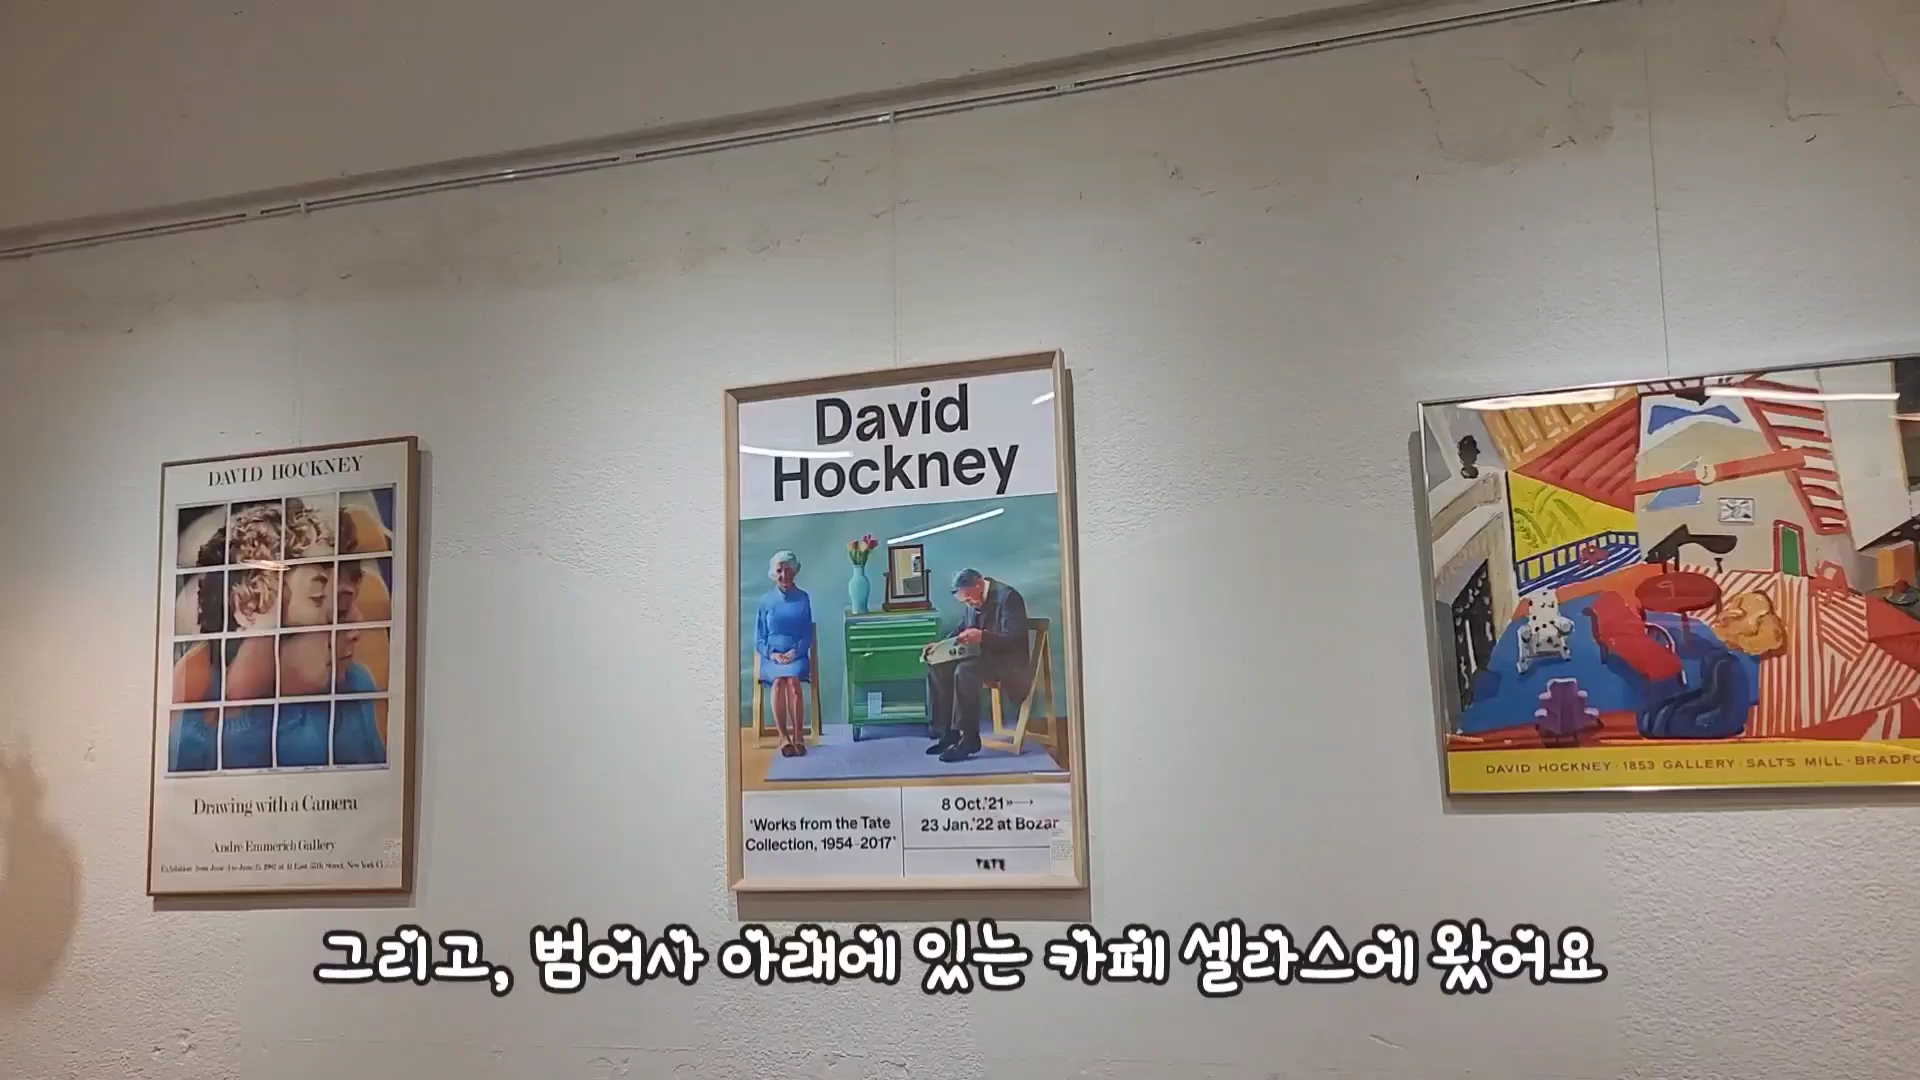 DAVID HOCKNEY
Drawing with a Camera
Andre Emmerich Gallery
David
Hockney
'Works from the Tate
Collection, 1954-2017'
8 Oct.'21
23 Jan.'22 at Bozar
TATE
DAVID HOCKNEY · 1853 GALLERY · SALTS MILL · BRADFO
그리고, 범어사 아래에 있는 카페 셀라스에 왔어요